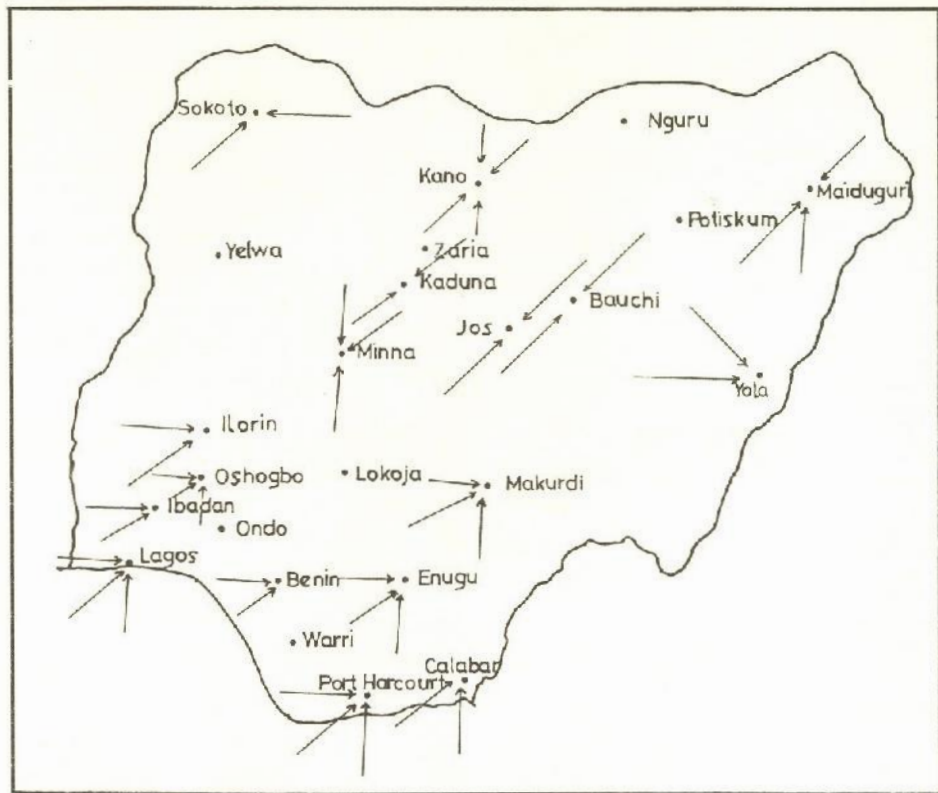 Sokoto
Nguru
Kano
Maiduguri
Potiskum
Zaria
Yelwa
Kaduna
Bauchi
Jos
Minna
Yola
Ilorin
Oshogbo
Lokoja
Makurdi
Ibadan
Ondo
Lagos
Benin
Enugu
Warri
Calabar
Port Harcourt